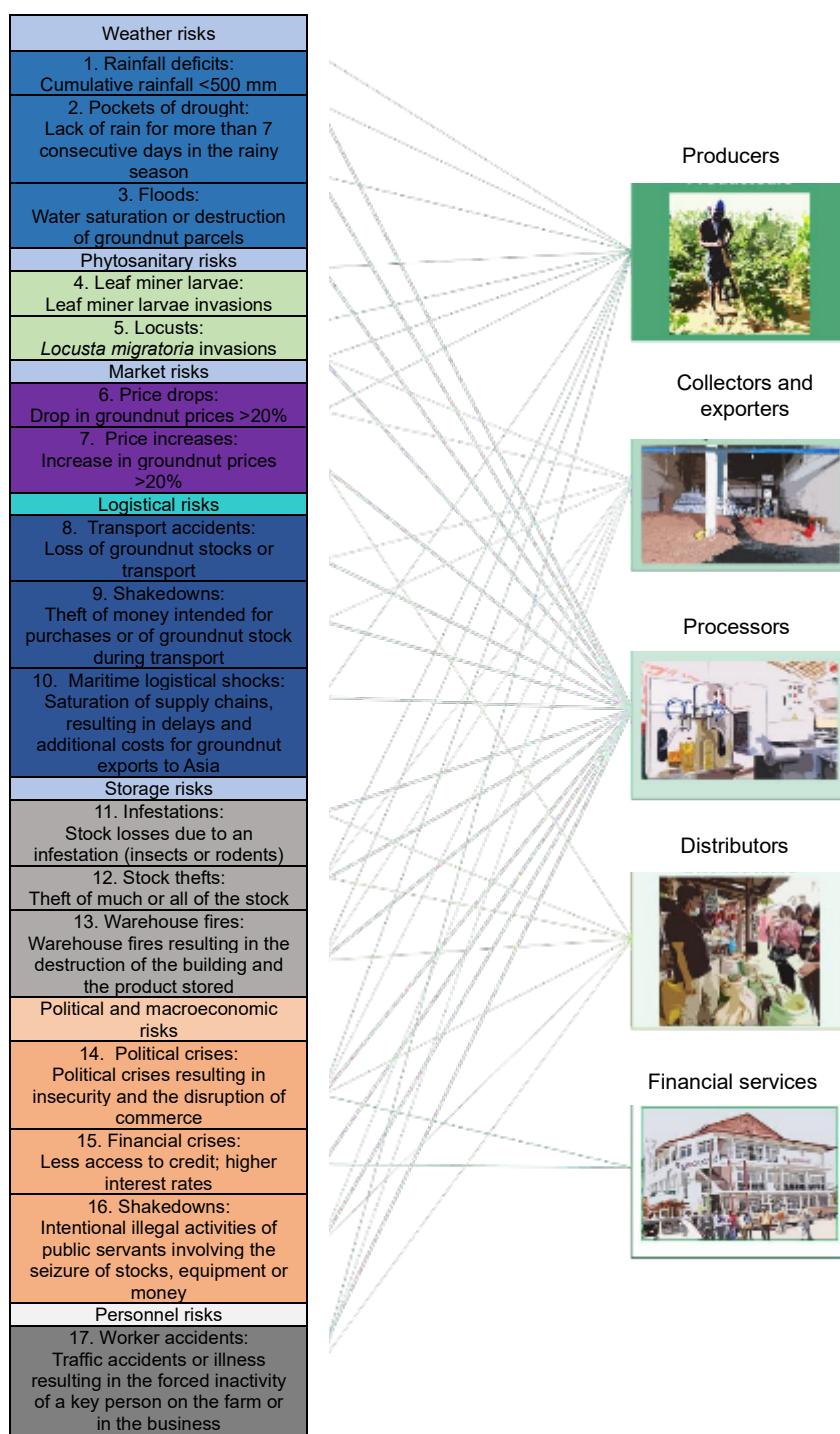 Weather risks
1. Rainfall deficits:
Cumulative rainfall <500 mm
2. Pockets of drought:
Lack of rain for more than 7
consecutive days in the rainy
season
3. Floods:
Water saturation or destruction
of groundnut parcels
Phytosanitary risks
4. Leaf miner larvae:
Leaf miner larvae invasions
5. Locusts:
Locusta migratoria invasions
Market risks
6. Price drops:
Drop in groundnut prices >20%
7. Price increases:
Increase in groundnut prices
>20%
Logistical risks
8. Transport accidents:
Loss of groundnut stocks or
transport
9. Shakedowns:
Theft of money intended for
purchases or of groundnut stock
during transport
10. Maritime logistical shocks:
Saturation of supply chains,
resulting in delays and
additional costs for groundnut
exports to Asia
Storage risks
11. Infestations:
Stock losses due to an
infestation (insects or rodents)
12. Stock thefts:
Theft of much or all of the stock
13. Warehouse fires:
Warehouse fires resulting in the
destruction of the building and
the product stored
Political and macroeconomic
risks
14. Political crises:
Political crises resulting in
insecurity and the disruption of
commerce
15. Financial crises:
Less access to credit; higher
interest rates
16. Shakedowns:
Intentional illegal activities of
public servants involving the
seizure of stocks, equipment or
money
Personnel risks
17. Worker accidents:
Traffic accidents or illness
resulting in the forced inactivity
of a key person on the farm or
in the business
Producers
Collectors and
exporters
Processors
Distributors
Financial services